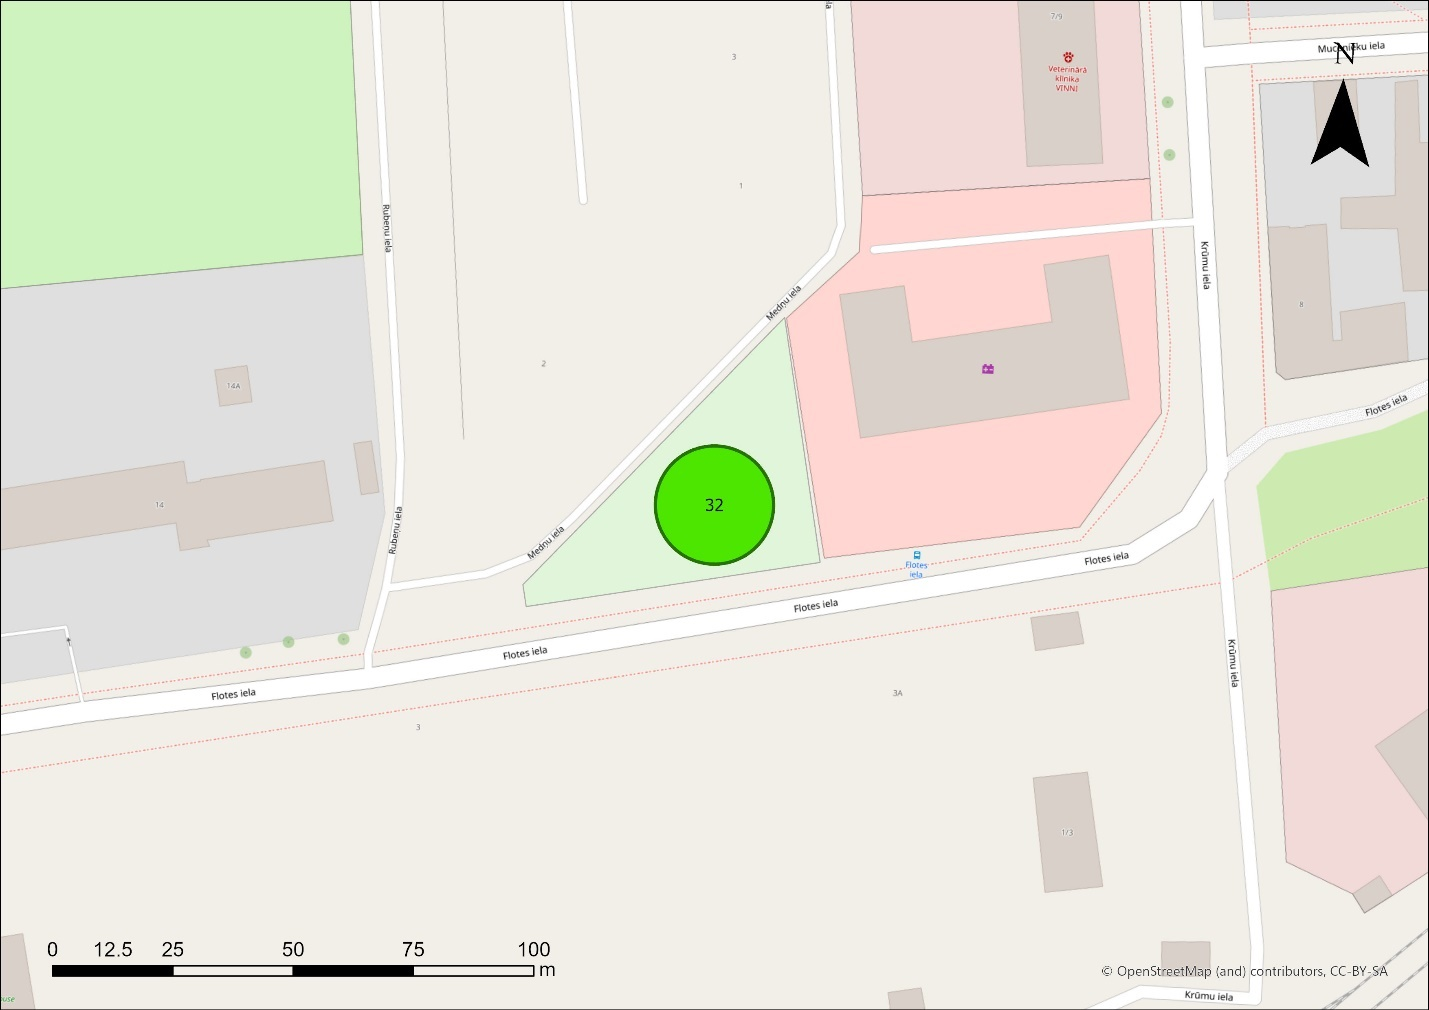 7/9
3
Mucenieku iela
N
Veterinārā
klīnika
VINNI
1
Rubeņu iela
Krūmu iela
Medņu iela
8
2
14A
Flotes iela
14
32
Rubeņu iela
Medņu iela
Flotes
iela
Flotes iela
Flotes iela
Flotes iela
Krūmu iela
Flotes iela
3A
3
1/3
0 12.5 25 50 75 100
m
© OpenStreetMap (and) contributors, CC-BY-SA
Krūmu iela